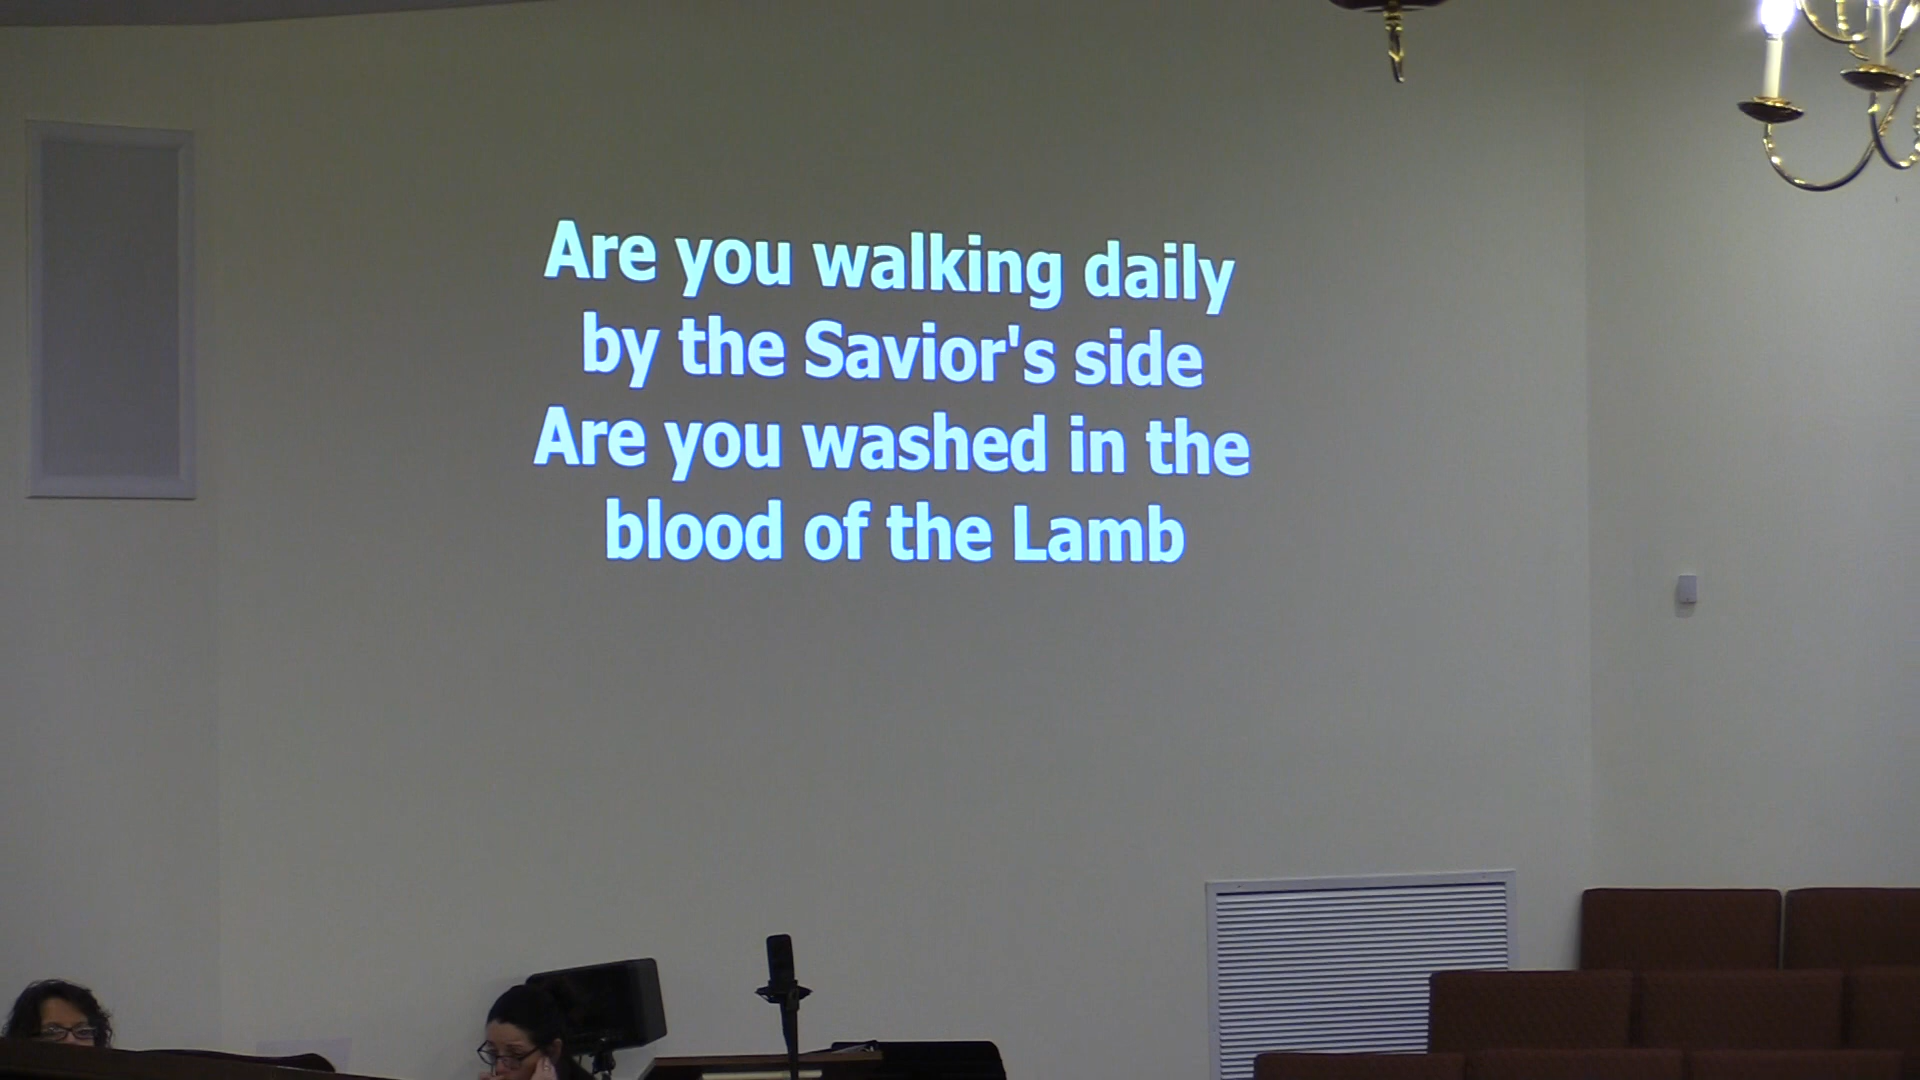 Are you walking daily
by the Savior's side
Are you washed in the
blood of the Lamb